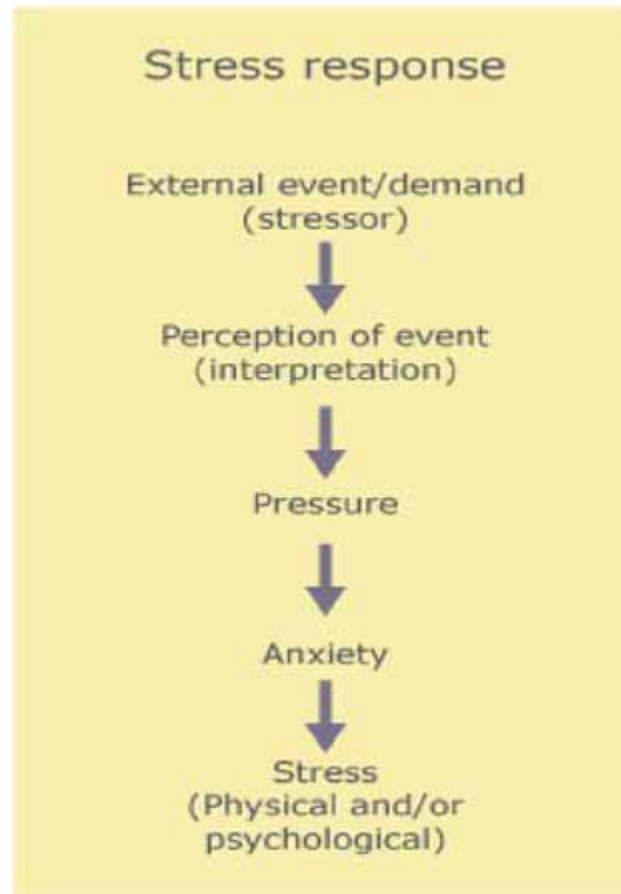 Stress response
External event/demand
(stressor)
Perception of event
(interpretation)
Pressure
Anxiety
Stress
(Physical and/or
psychological)